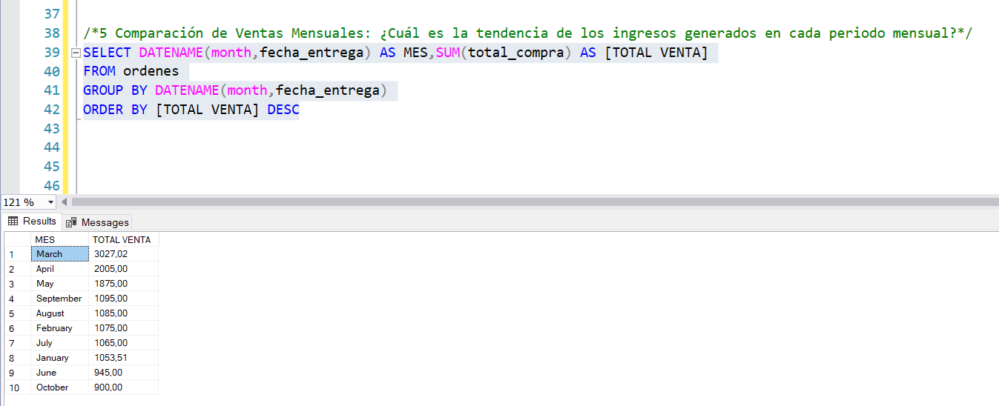 37
38 /*5 Comparación de Ventas Mensuales: ¿Cuál es la tendencia de los ingresos generados en cada periodo mensual?*/
39 SELECT DATENAME(month,fecha_entrega) AS MES,SUM(total_compra) AS [TOTAL VENTA]
40 FROM ordenes
41 GROUP BY DATENAME(month,fecha_entrega)
42 ORDER BY [TOTAL VENTA] DESC
43
44
45
46
121 %
Results Messages
MES TOTAL VENTA
1 March 3027,02
2 April 2005,00
3 May 1875,00
4 September 1095,00
5 August 1085,00
6 February 1075,00
7 July 1065,00
8 January 1053,51
9 June 945,00
10 October 900,00